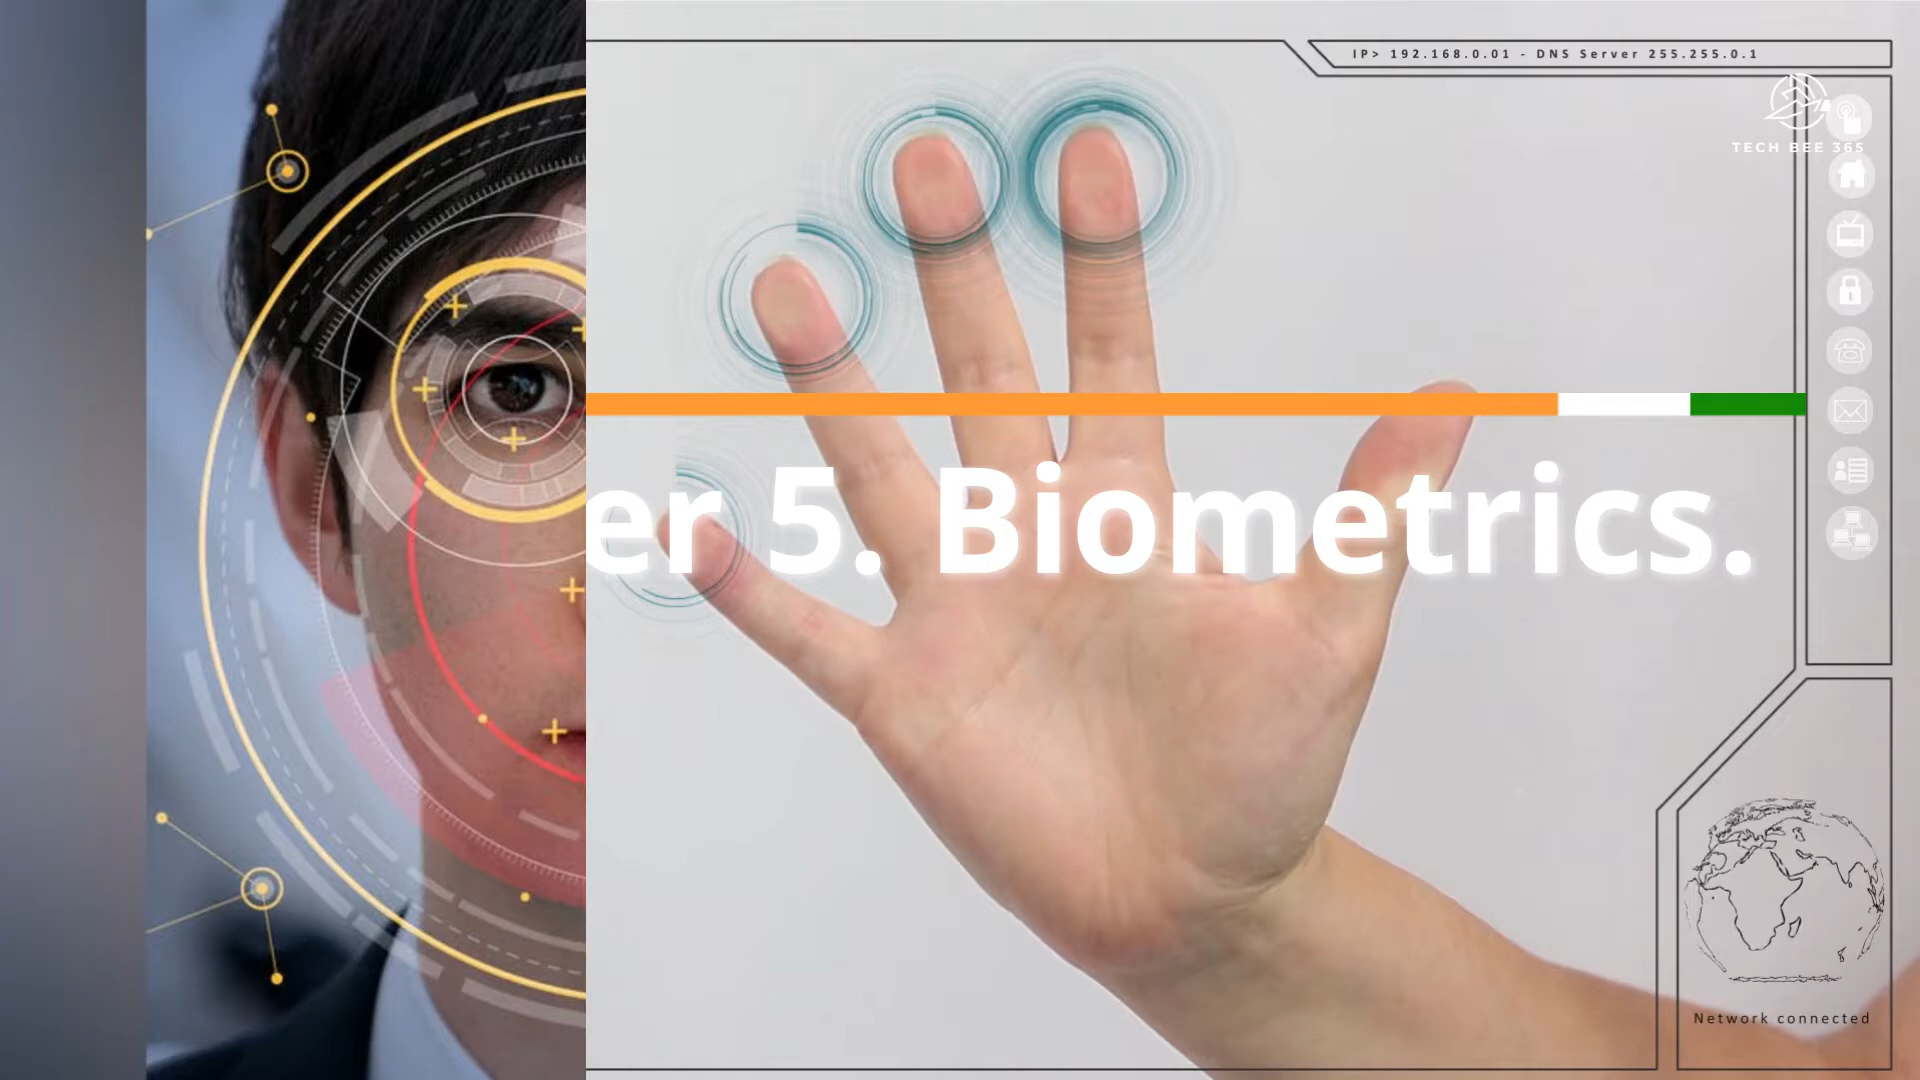 IP> 192.168.0.01 - DNS Server 255.255.0.1
TECH BEE 365
er 5. Biometrics.
Network connected